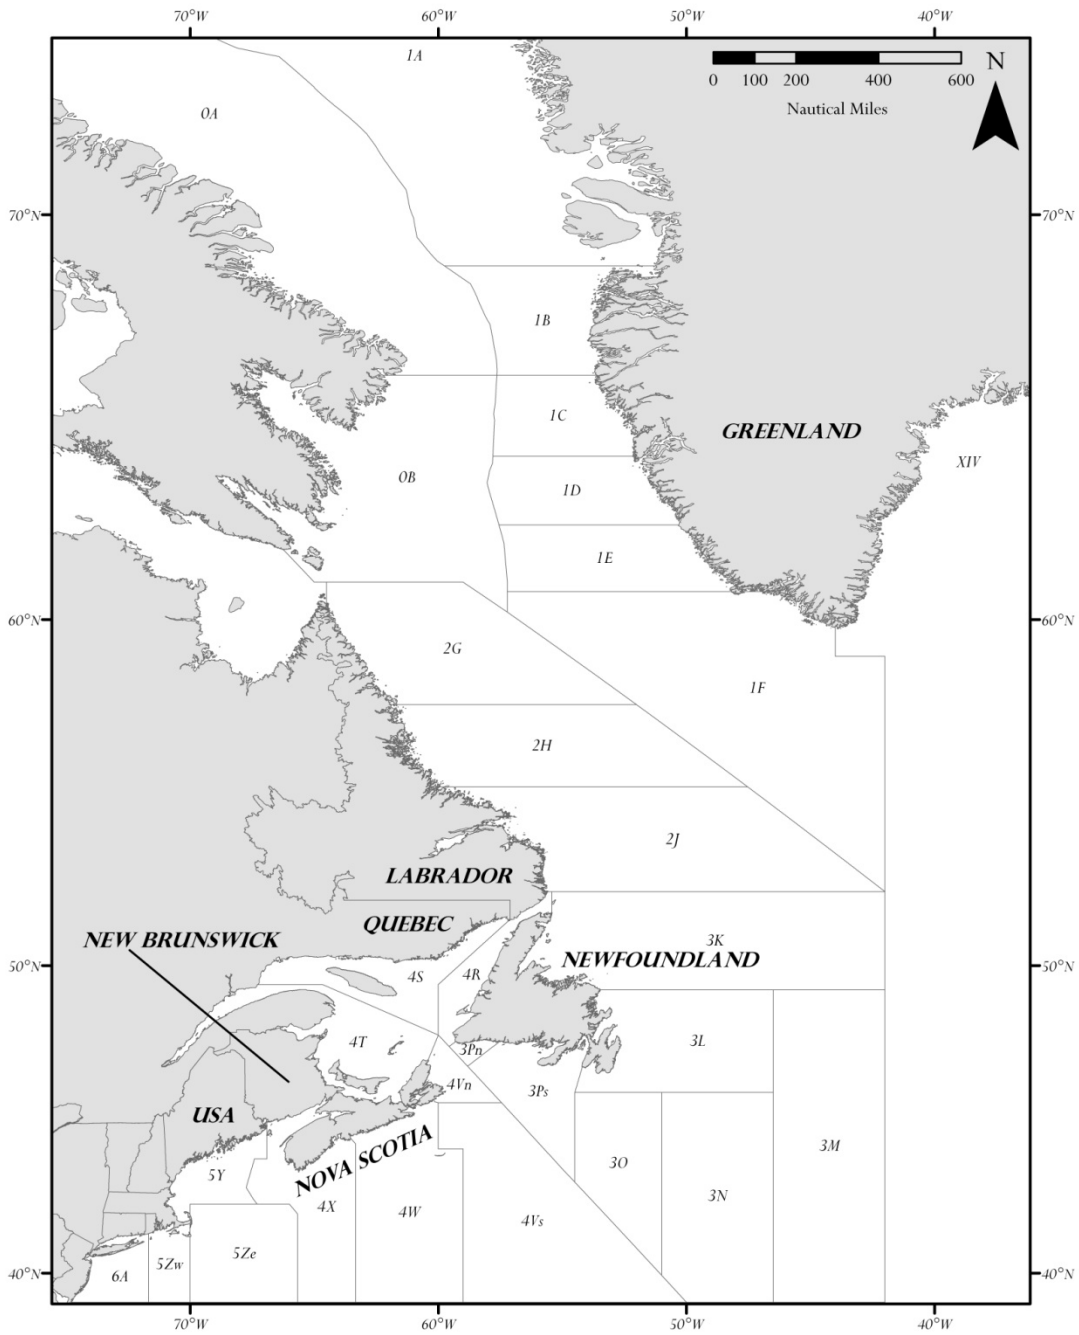 70°W 60°W 50°W 40°W
1A
N
0 100 200 400 600
Nautical Miles
0A
70°N 70°N
1B
1C
GREENLAND
XIV
0B
1D
1E
60°N 60°N
2G
1F
2H
2J
LABRADOR
QUEBEC
NEW BRUNSWICK
3K
NEWFOUNDLAND
50°N 50°N
4S 4R
4T
3L
3Pn
4Vn
3Ps
USA
NOVA SCOTIA
3M
3O
5Y
3N
4X
4W
4Vs
5Ze
5Zw
6A
40°N 40°N
70°W 60°W 50°W 40°W